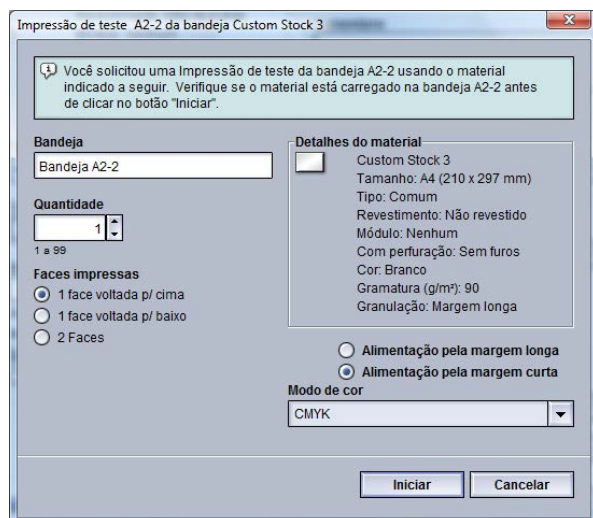 Impressão de teste A2-2 da bandeja Custom Stock 3
Você solicitou uma Impressão de teste da bandeja A2-2 usando o material
indicado a seguir. Verifique se o material está carregado na bandeja A2-2 antes
de clicar no botão "Iniciar".
Bandeja
Bandeja A2-2
Quantidade
1
1 a 99
Faces impressas
1 face voltada p/ cima
1 face voltada p/ baixo
2 Faces
Detalhes do material
Custom Stock 3
Tamanho: A4 (210 x 297 mm)
Tipo: Comum
Revestimento: Não revestido
Módulo: Nenhum
Com perfuração: Sem furos
Cor: Branco
Gramatura (g/m²): 90
Granulação: Margem longa
Alimentação pela margem longa
Alimentação pela margem curta
Modo de cor
CMYK
Iniciar
Cancelar